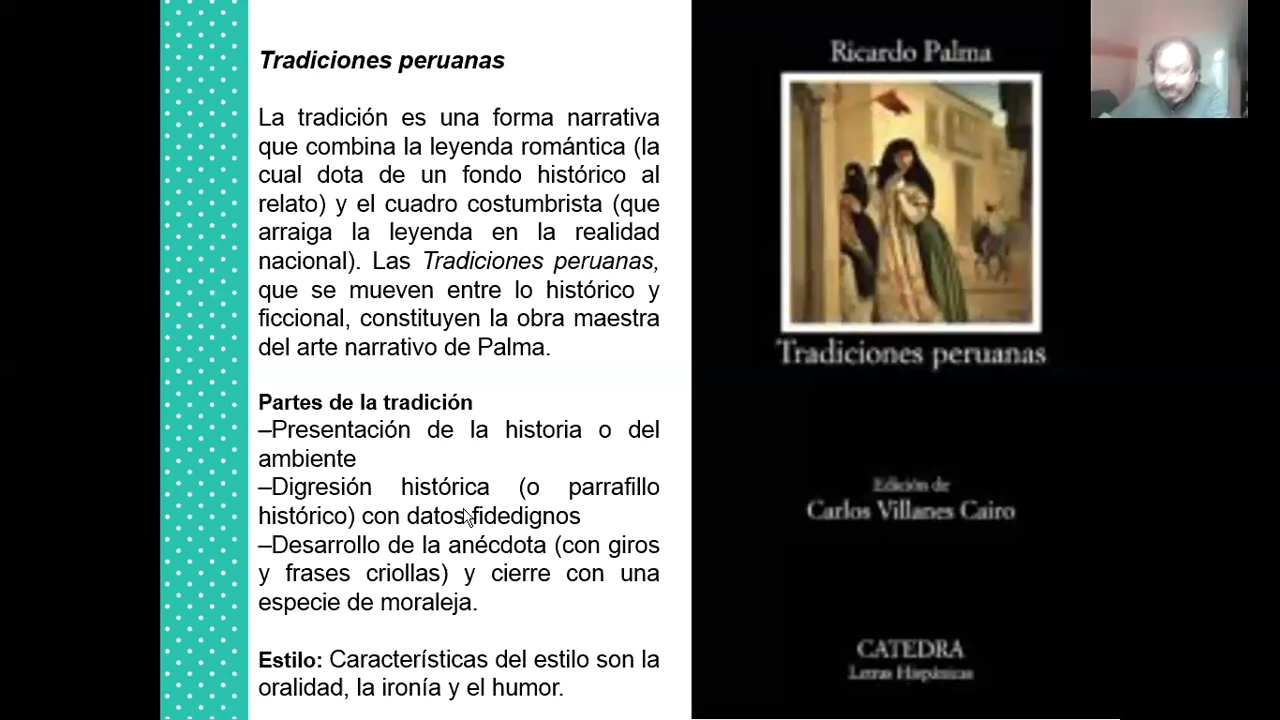 Tradiciones peruanas
La tradición es una forma narrativa
que combina la leyenda romántica (la
cual dota de un fondo histórico al
relato) y el cuadro costumbrista (que
arraiga la leyenda en la realidad
nacional). Las Tradiciones peruanas,
que se mueven entre lo histórico y
ficcional, constituyen la obra maestra
del arte narrativo de Palma.
Partes de la tradición
–Presentación de la historia o del
ambiente
–Digresión histórica (o parrafillo
histórico) con datos fidedignos
–Desarrollo de la anécdota (con giros
y frases criollas) y cierre con una
especie de moraleja.
Estilo: Características del estilo son la
oralidad, la ironía y el humor.
Ricardo Palma
Tradiciones peruanas
Edición de
Carlos Villanes Cairo
CATEDRA
Letras Hispánicas